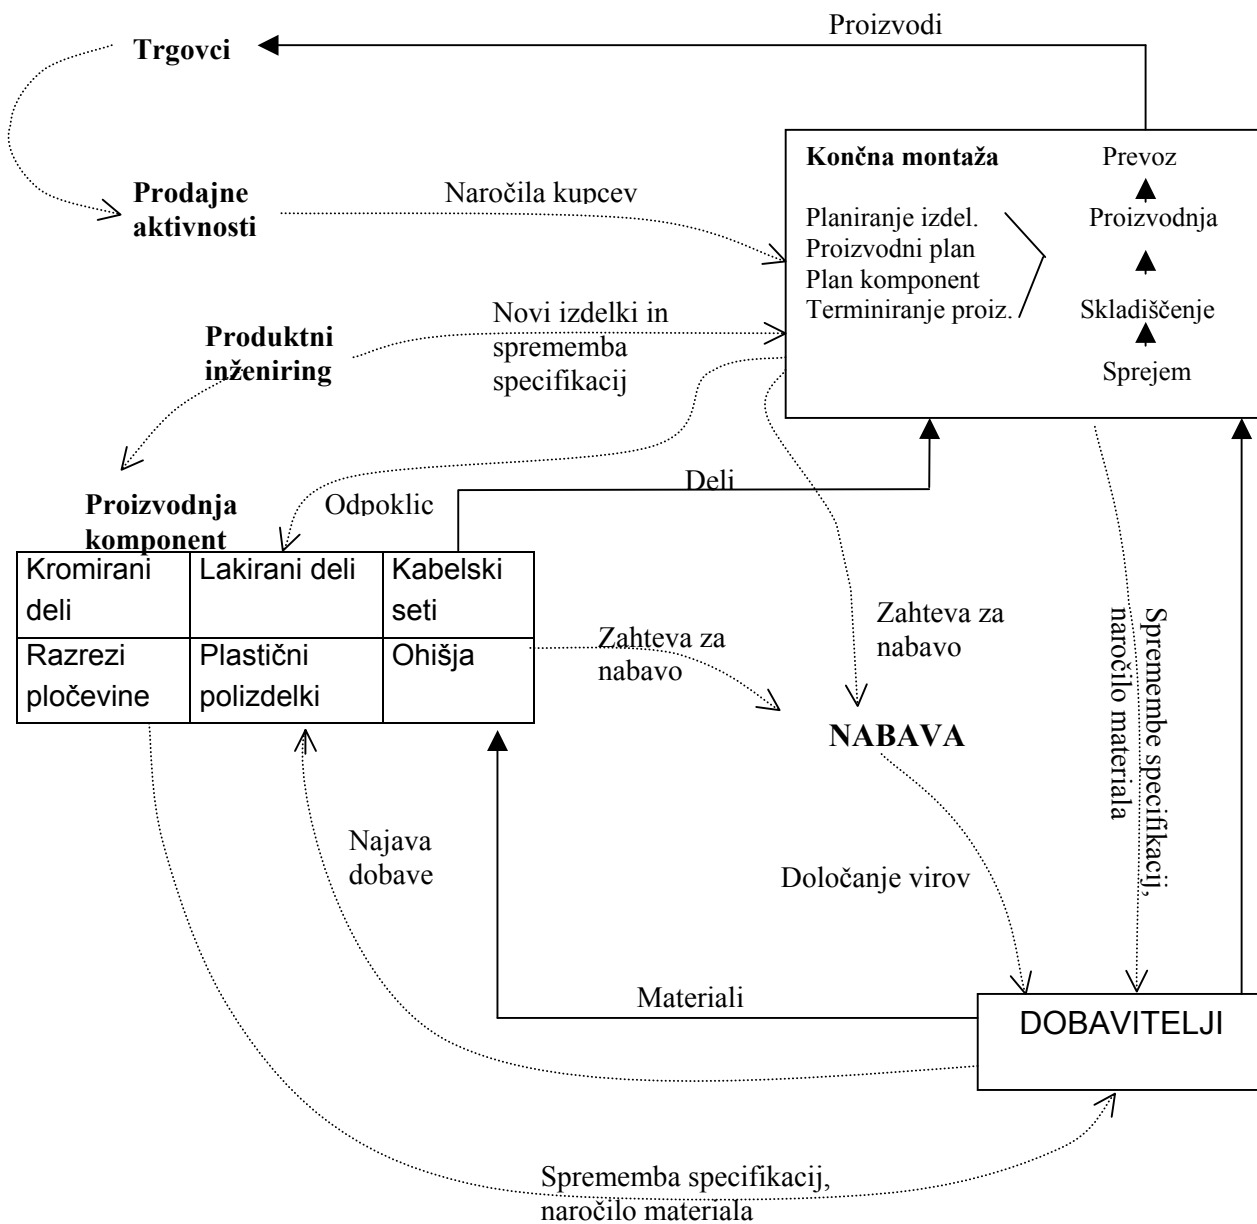 Proizvodi
Trgovci
Končna montaža
Prevoz
Prodajne
aktivnosti
Naročila kupcev
Planiranje izdel.
Proizvodni plan
Plan komponent
Terminiranje proiz.
Proizvodnja
Skladiščenje
Sprejem
Produktni
inženiring
Novi izdelki in
sprememba
specifikacij
Proizvodnja
komponent
Odpoklic
Deli
Kromirani
deli
Lakirani deli
Kabelski
seti
Razrezi
pločevine
Plastični
polizdelki
Ohišja
Zahteva za
nabavo
Zahteva za
nabavo
Spremembe specifikacij,
naročilo materiala
NABAVA
Najava
dobave
Določanje virov
Materiali
DOBAVITELJI
Sprememba specifikacij,
naročilo materiala